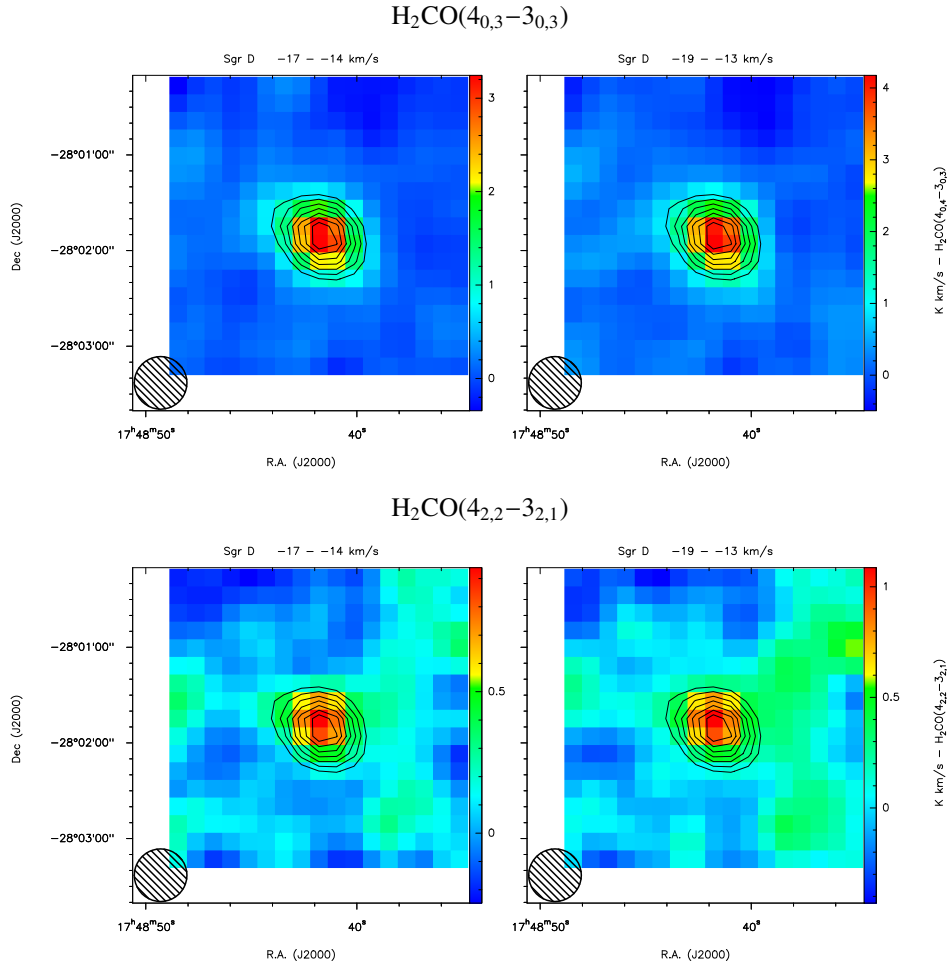 H₂CO(4₀,₃−3₀,₃)
Sgr D −17 − −14 km/s
Sgr D −19 − −13 km/s
Dec (J2000)
−28°01'00"
−28°02'00"
−28°03'00"
3
2
1
0
4
3
2
1
0
K km/s − H₂CO(4₀,₄−3₀,₃)
17ʰ48ᵐ50ˢ
40ˢ
17ʰ48ᵐ50ˢ
40ˢ
R.A. (J2000)
R.A. (J2000)
H₂CO(4₂,₂−3₂,₁)
Sgr D −17 − −14 km/s
Sgr D −19 − −13 km/s
Dec (J2000)
−28°01'00"
−28°02'00"
−28°03'00"
0.5
0
1
0.5
0
K km/s − H₂CO(4₂,₂−3₂,₁)
17ʰ48ᵐ50ˢ
40ˢ
17ʰ48ᵐ50ˢ
40ˢ
R.A. (J2000)
R.A. (J2000)